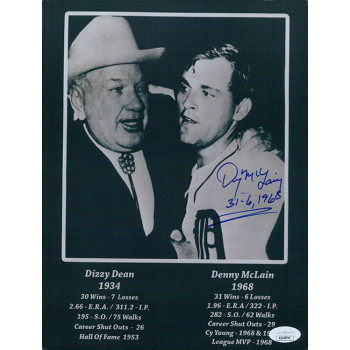 Denny McLain
31-6, 1968
Dizzy Dean
1934
30 Wins - 7 Losses
2.66 - E.R.A. / 311.2 - I.P.
195 - S.O. / 75 Walks
Career Shut Outs - 26
Hall Of Fame 1953
Denny McLain
1968
31 Wins - 6 Losses
1.96 - E.R.A / 322 - I.P.
282 - S.O. / 62 Walks
Career Shut Outs - 29
Cy Young - 1968 & 19
League MVP - 1968